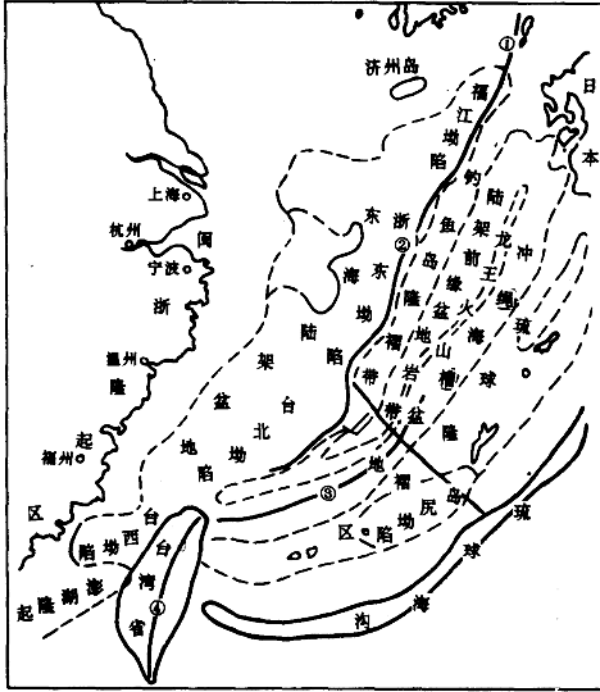 ①
济州岛
日本
福江坳陷
上海
杭州
宁波
温州
福州
闽浙隆起区
东海陆架盆地
浙东坳陷
②
台北坳陷
钓鱼岛隆褶带
陆架前缘盆地
龙王火山岩带
冲绳海槽盆地
琉球隆褶区
岛尻坳陷
③
琉球海沟
台西坳陷
台湾省
④
澎湖隆起